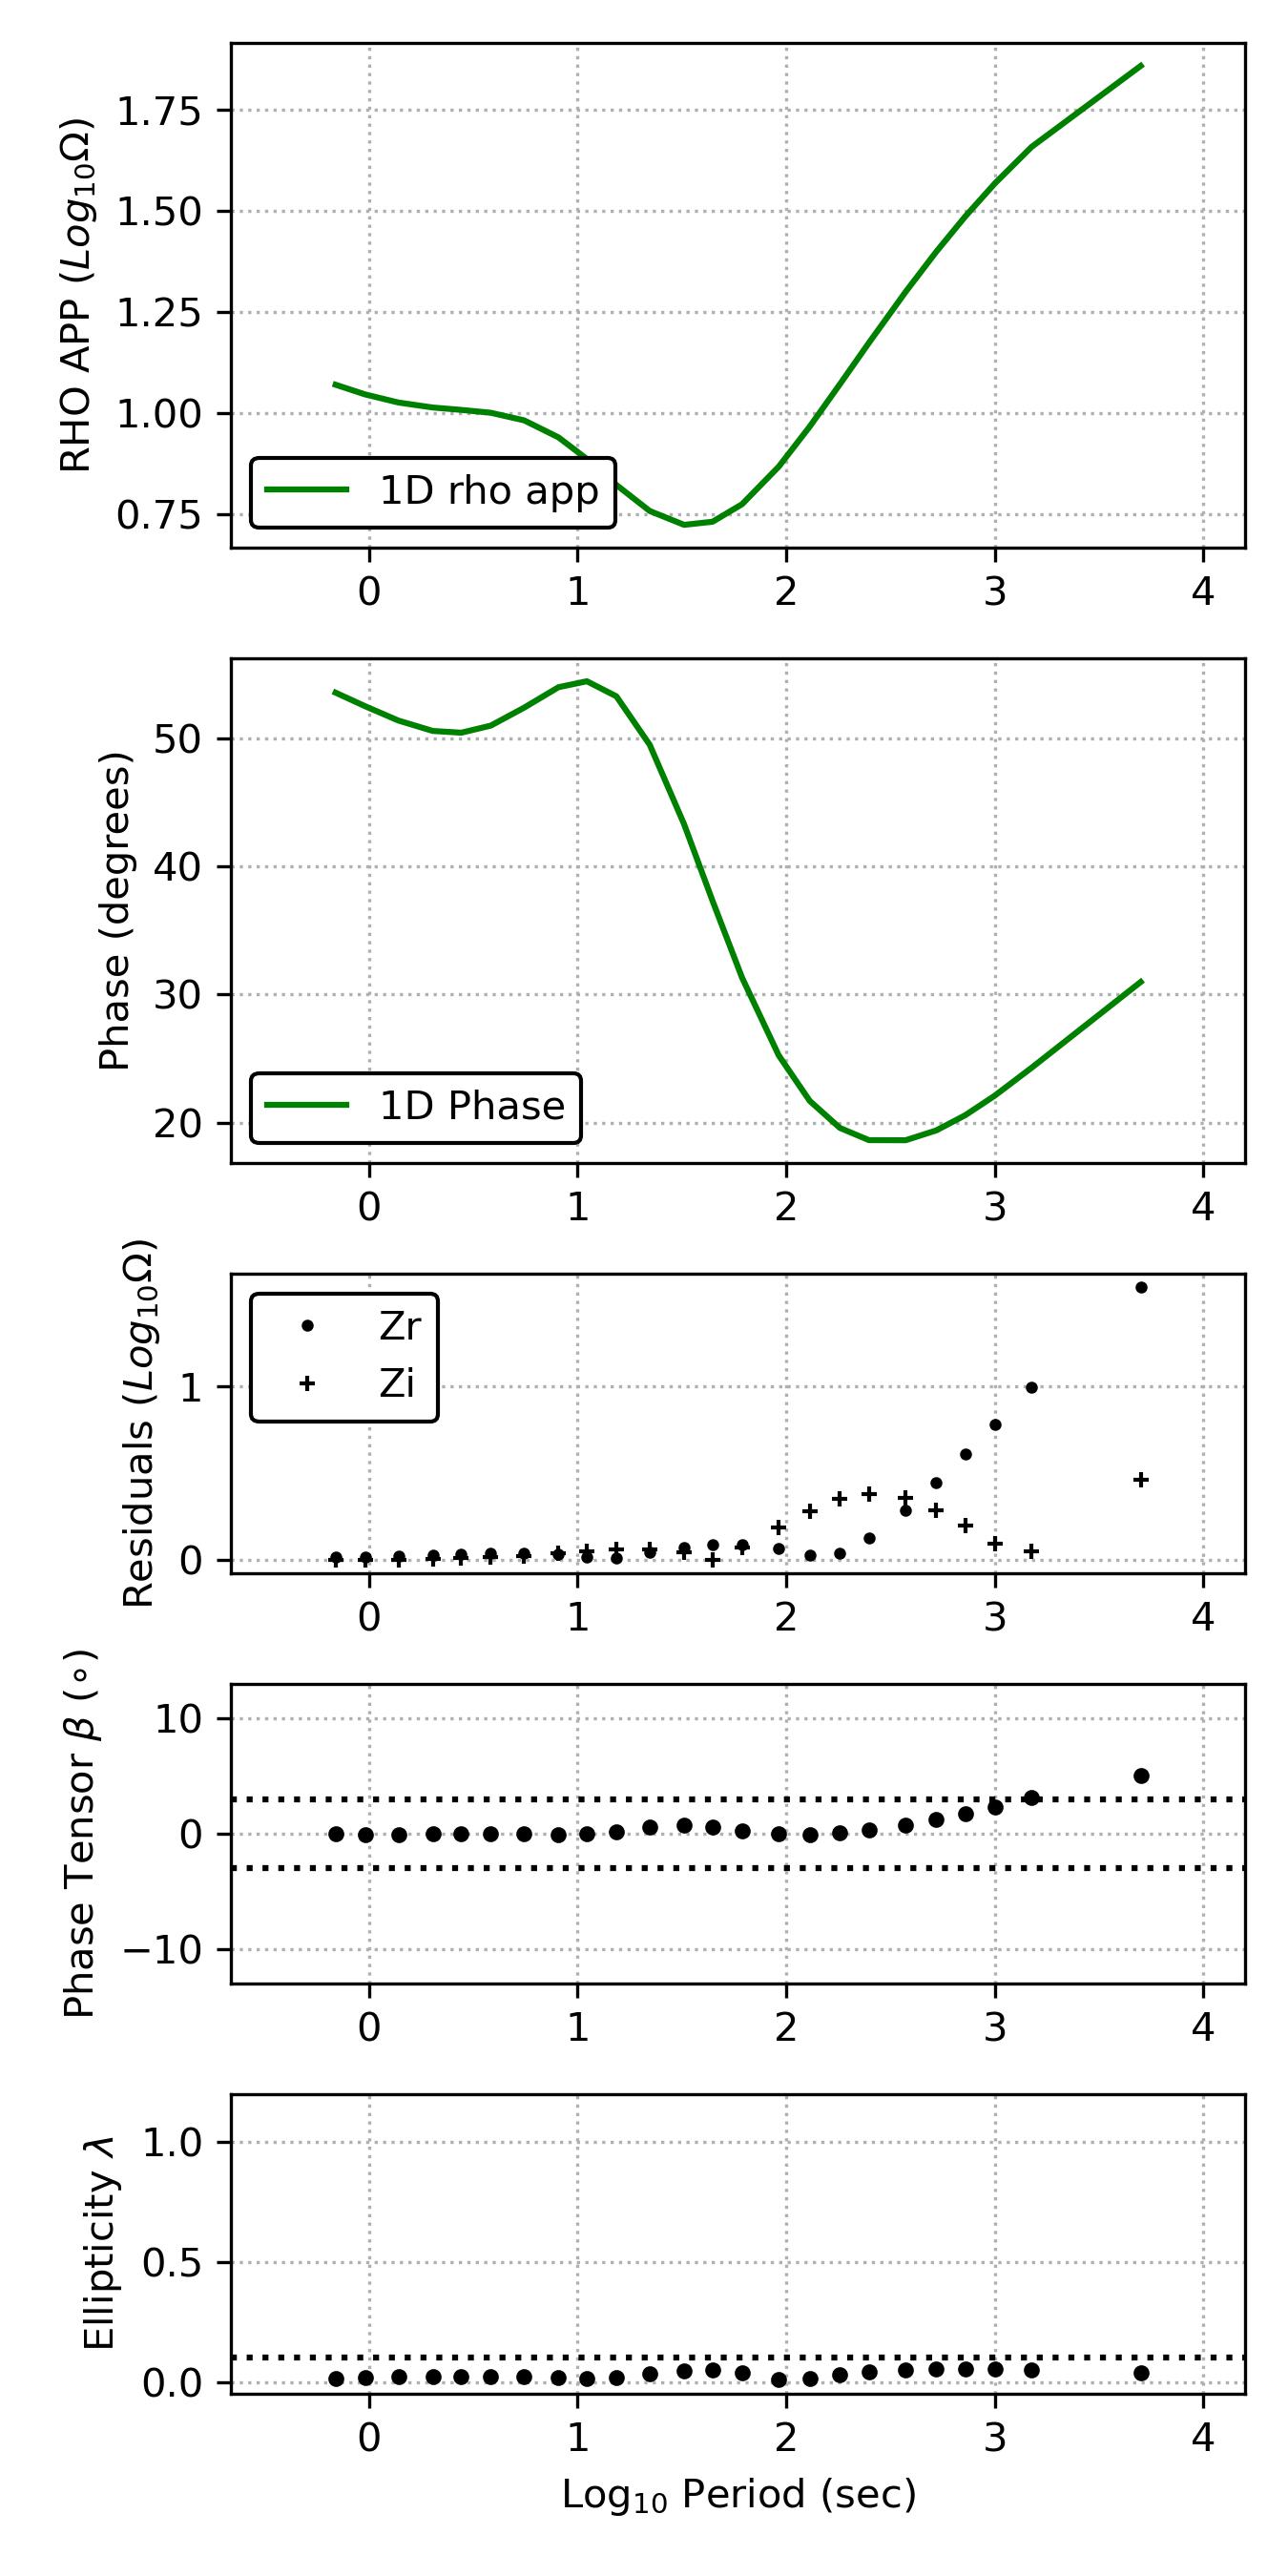 RHO APP (Log₁₀Ω)
1.75
1.50
1.25
1.00
0.75
1D rho app
0 1 2 3 4
Phase (degrees)
50
40
30
20
1D Phase
0 1 2 3 4
Residuals (Log₁₀Ω)
1
0
Zr
Zi
0 1 2 3 4
Phase Tensor β (∘)
10
0
−10
0 1 2 3 4
Ellipticity λ
1.0
0.5
0.0
0 1 2 3 4
Log₁₀ Period (sec)